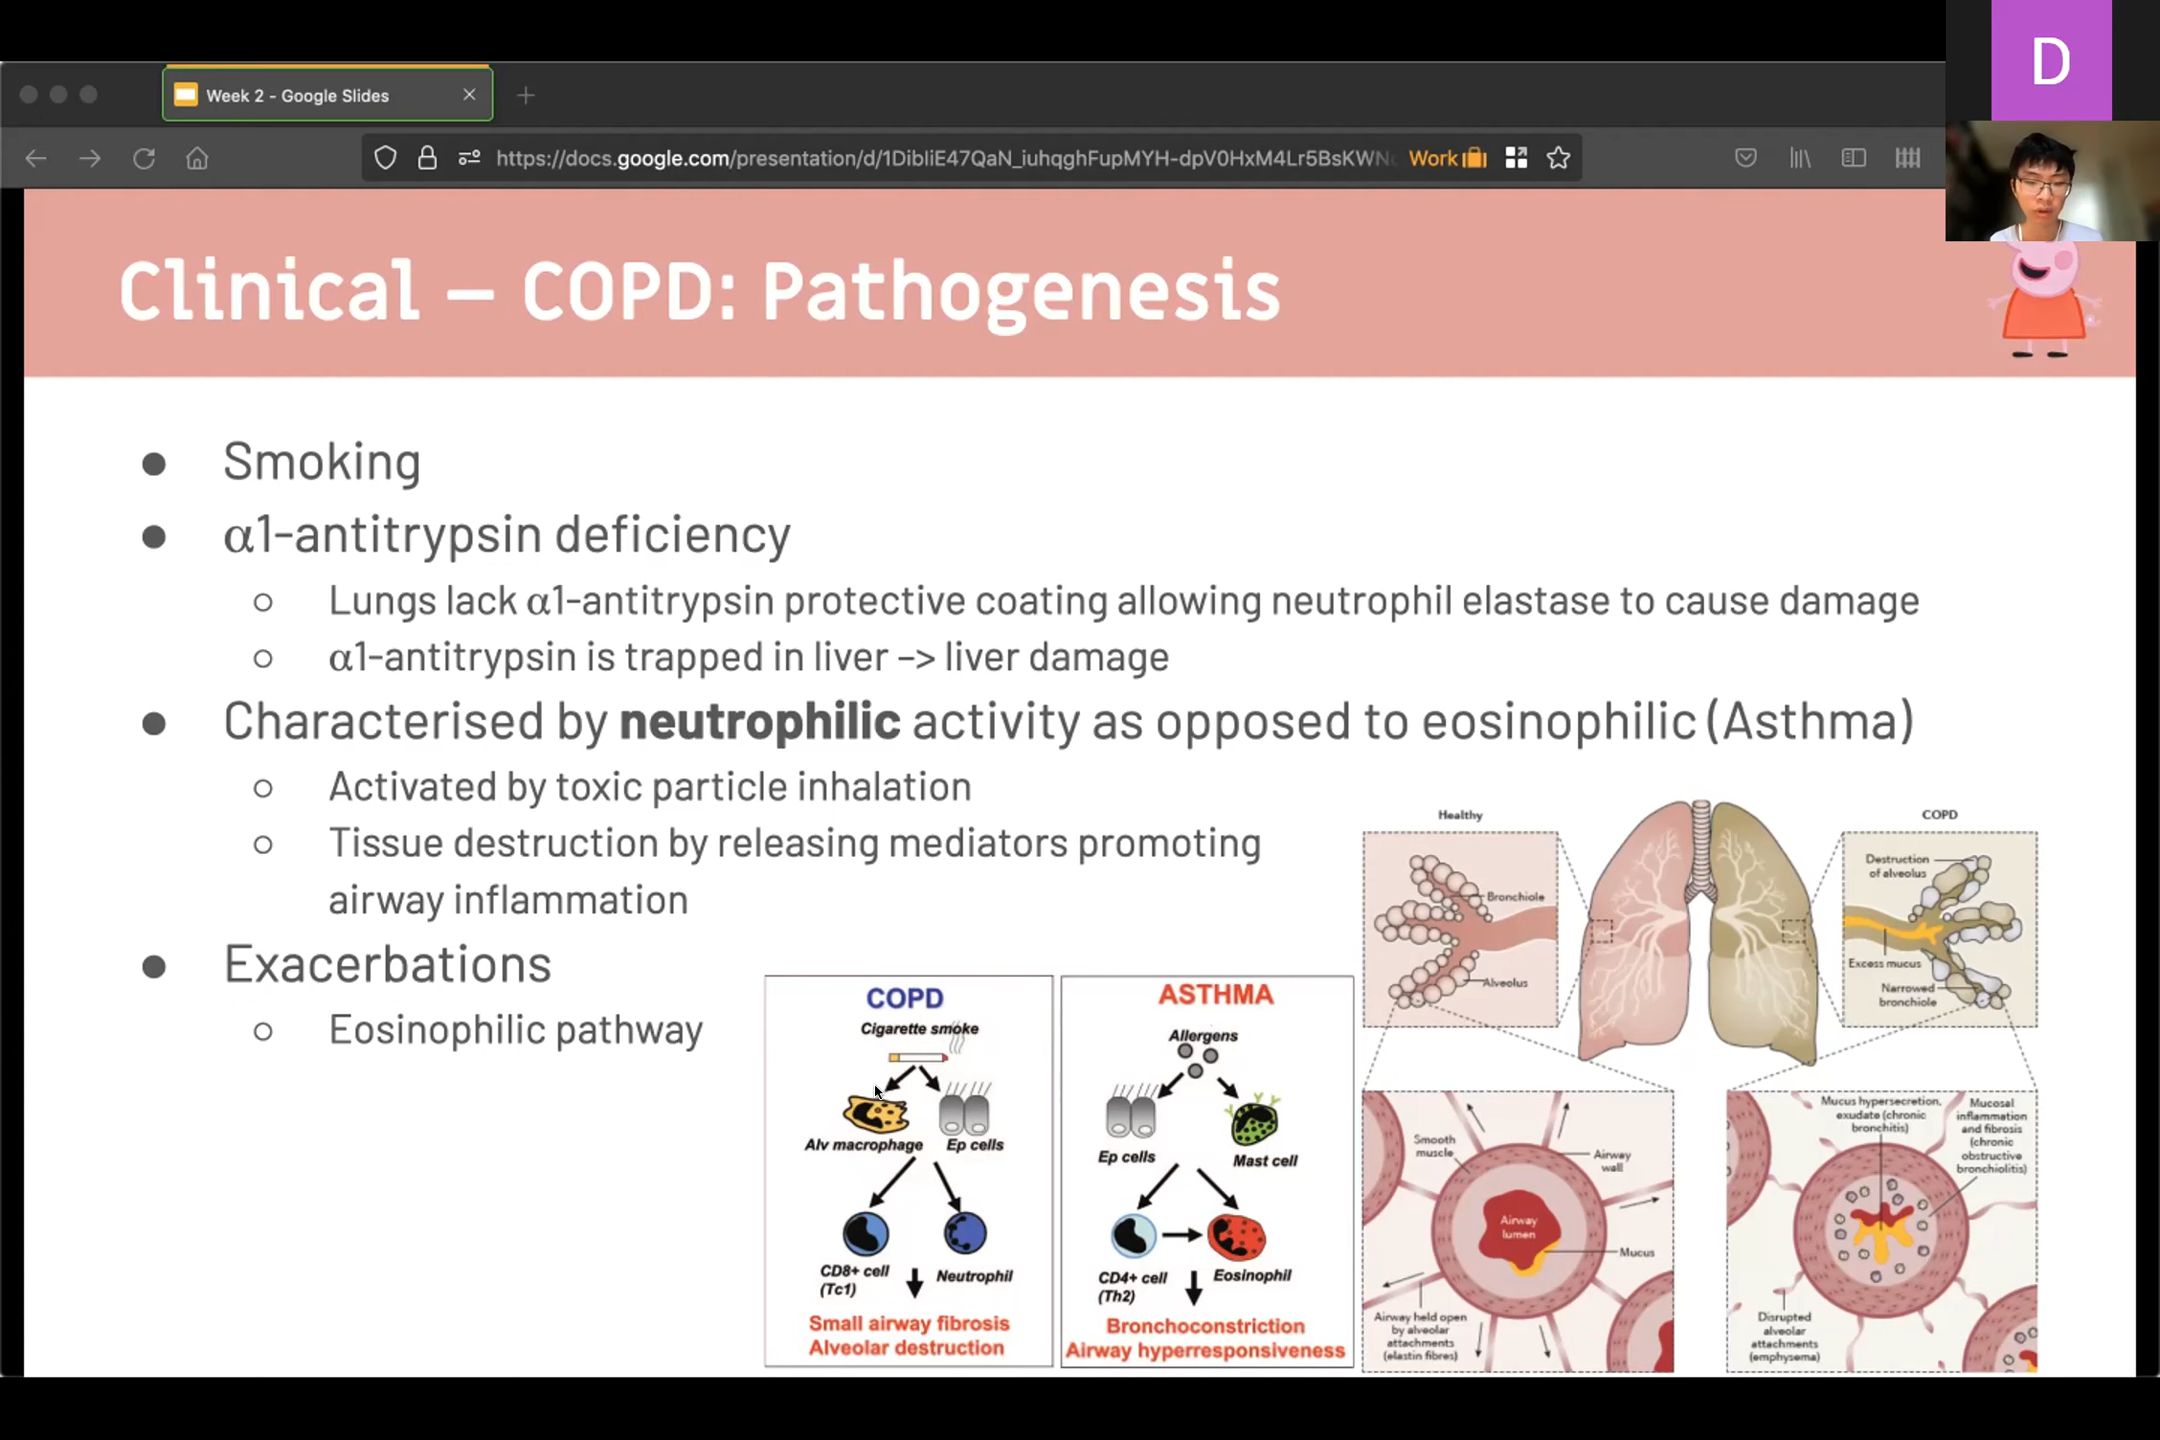 D
Week 2 - Google Slides
https://docs.google.com/presentation/d/1DibIiE47QaN_iuhqghFupMYH-dpV0HxM4Lr5BsKWN
Work
Clinical – COPD: Pathogenesis
● Smoking
● α1-antitrypsin deficiency
○ Lungs lack α1-antitrypsin protective coating allowing neutrophil elastase to cause damage
○ α1-antitrypsin is trapped in liver –> liver damage
● Characterised by neutrophilic activity as opposed to eosinophilic (Asthma)
○ Activated by toxic particle inhalation
○ Tissue destruction by releasing mediators promoting
airway inflammation
● Exacerbations
○ Eosinophilic pathway
COPD
Cigarette smoke
Alv macrophage
Ep cells
CD8+ cell
(Tc1)
Neutrophil
Small airway fibrosis
Alveolar destruction
ASTHMA
Allergens
Ep cells
Mast cell
CD4+ cell
(Th2)
Eosinophil
Bronchoconstriction
Airway hyperresponsiveness
Healthy
Bronchiole
Alveolus
COPD
Destruction
of alveolus
Excess mucus
Narrowed
bronchiole
Smooth
muscle
Airway
wall
Airway
lumen
Mucus
Airway held open
by alveolar
attachments
(elastin fibres)
Mucus hypersecretion,
exudate (chronic
bronchitis)
Mucosal
inflammation
and fibrosis
(chronic
obstructive
bronchiolitis)
Disrupted
alveolar
attachments
(emphysema)